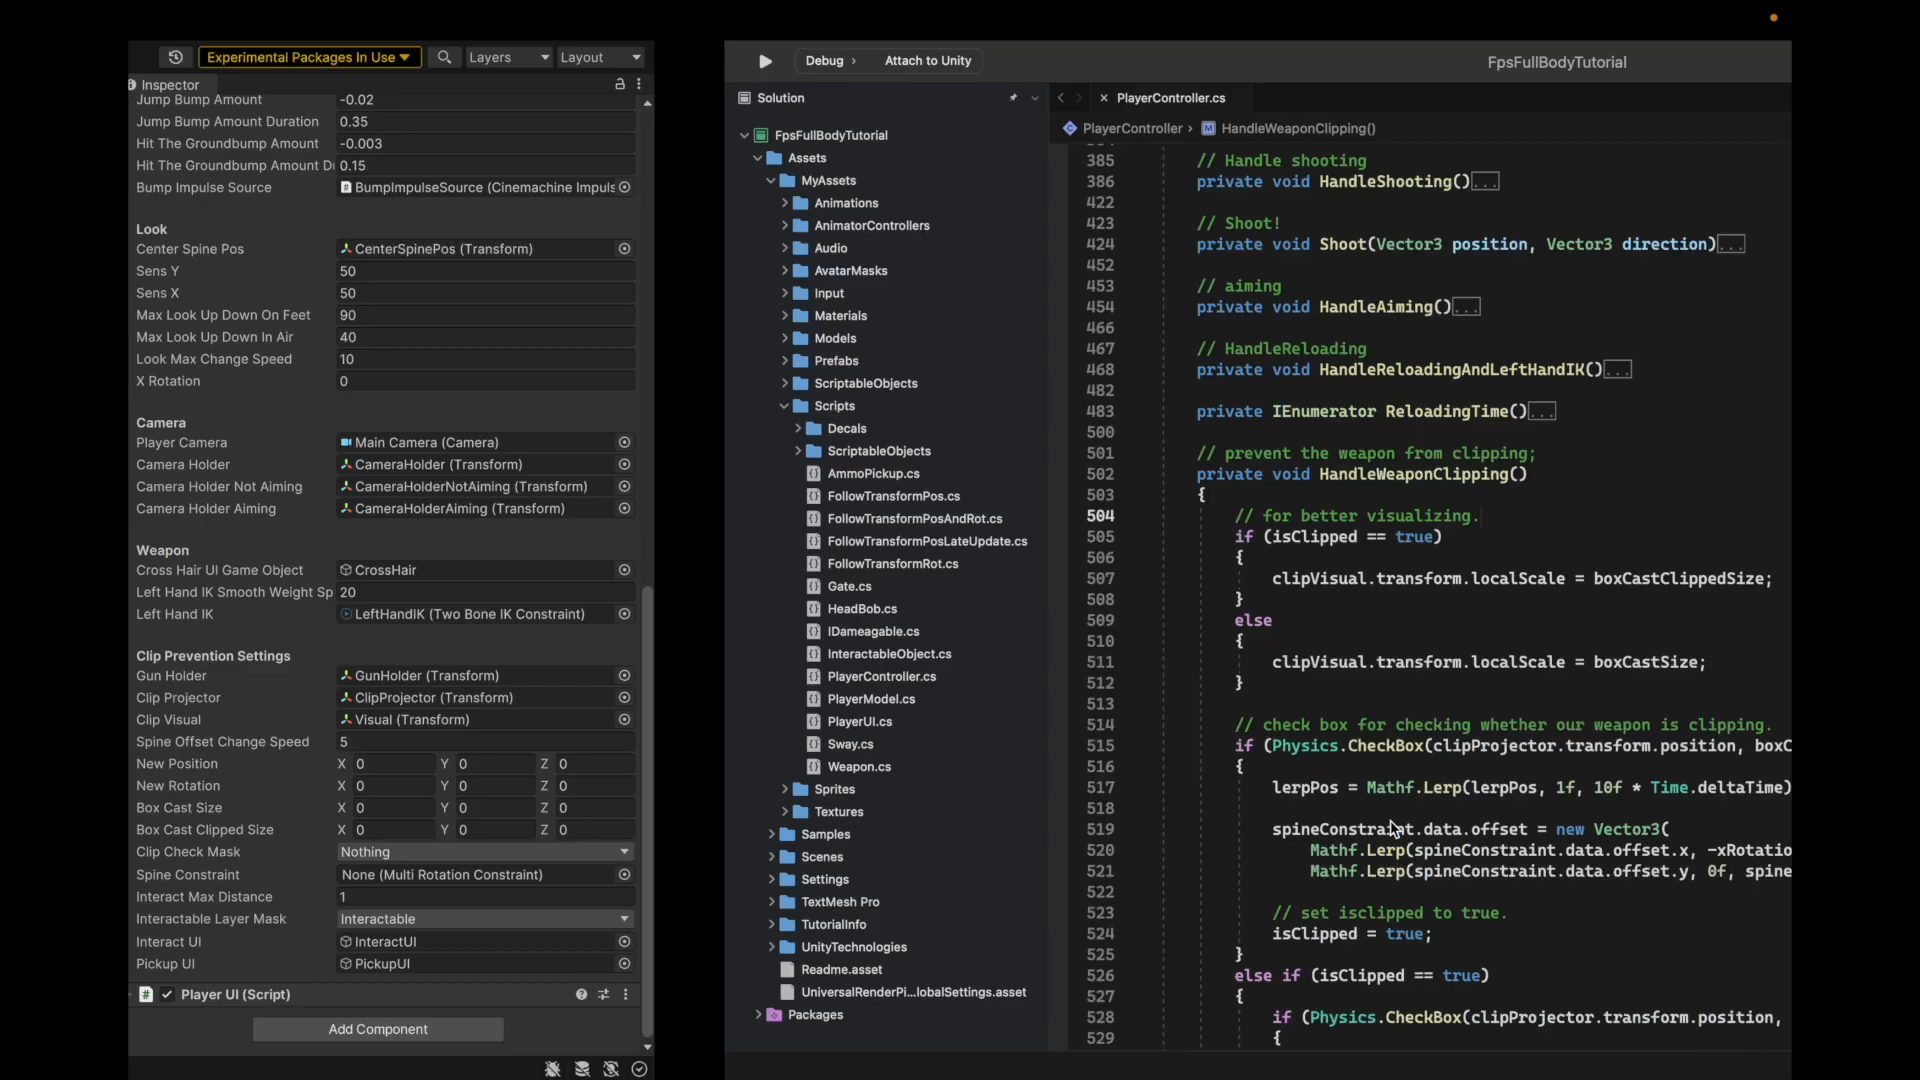 Experimental Packages In Use
Layers
Layout
Inspector
Jump Bump Amount -0.02
Jump Bump Amount Duration 0.35
Hit The Groundbump Amount -0.003
Hit The Groundbump Amount D 0.15
Bump Impulse Source BumpImpulseSource (Cinemachine Impuls
Look
Center Spine Pos CenterSpinePos (Transform)
Sens Y 50
Sens X 50
Max Look Up Down On Feet 90
Max Look Up Down In Air 40
Look Max Change Speed 10
X Rotation 0
Camera
Player Camera Main Camera (Camera)
Camera Holder CameraHolder (Transform)
Camera Holder Not Aiming CameraHolderNotAiming (Transform)
Camera Holder Aiming CameraHolderAiming (Transform)
Weapon
Cross Hair UI Game Object CrossHair
Left Hand IK Smooth Weight Sp 20
Left Hand IK LeftHandIK (Two Bone IK Constraint)
Clip Prevention Settings
Gun Holder GunHolder (Transform)
Clip Projector ClipProjector (Transform)
Clip Visual Visual (Transform)
Spine Offset Change Speed 5
New Position X 0 Y 0 Z 0
New Rotation X 0 Y 0 Z 0
Box Cast Size X 0 Y 0 Z 0
Box Cast Clipped Size X 0 Y 0 Z 0
Clip Check Mask Nothing
Spine Constraint None (Multi Rotation Constraint)
Interact Max Distance 1
Interactable Layer Mask Interactable
Interact UI InteractUI
Pickup UI PickupUI
Player UI (Script)
Add Component
Debug › Attach to Unity
FpsFullBodyTutorial
Solution
FpsFullBodyTutorial
Assets
MyAssets
Animations
AnimatorControllers
Audio
AvatarMasks
Input
Materials
Models
Prefabs
ScriptableObjects
Scripts
Decals
ScriptableObjects
AmmoPickup.cs
FollowTransformPos.cs
FollowTransformPosAndRot.cs
FollowTransformPosLateUpdate.cs
FollowTransformRot.cs
Gate.cs
HeadBob.cs
IDameagable.cs
InteractableObject.cs
PlayerController.cs
PlayerModel.cs
PlayerUI.cs
Sway.cs
Weapon.cs
Sprites
Textures
Samples
Scenes
Settings
TextMesh Pro
TutorialInfo
UnityTechnologies
Readme.asset
UniversalRenderPi...lobalSettings.asset
Packages
PlayerController.cs
PlayerController › HandleWeaponClipping()
385 // Handle shooting
386 private void HandleShooting()...
422
423 // Shoot!
424 private void Shoot(Vector3 position, Vector3 direction)...
452
453 // aiming
454 private void HandleAiming()...
466
467 // HandleReloading
468 private void HandleReloadingAndLeftHandIK()...
482
483 private IEnumerator ReloadingTime()...
500
501 // prevent the weapon from clipping;
502 private void HandleWeaponClipping()
503 {
504 // for better visualizing.
505 if (isClipped == true)
506 {
507 clipVisual.transform.localScale = boxCastClippedSize;
508 }
509 else
510 {
511 clipVisual.transform.localScale = boxCastSize;
512 }
513
514 // check box for checking whether our weapon is clipping.
515 if (Physics.CheckBox(clipProjector.transform.position, boxC
516 {
517 lerpPos = Mathf.Lerp(lerpPos, 1f, 10f * Time.deltaTime)
518
519 spineConstraint.data.offset = new Vector3(
520 Mathf.Lerp(spineConstraint.data.offset.x, -xRotatio
521 Mathf.Lerp(spineConstraint.data.offset.y, 0f, spine
522
523 // set isclipped to true.
524 isClipped = true;
525 }
526 else if (isClipped == true)
527 {
528 if (Physics.CheckBox(clipProjector.transform.position,
529 {